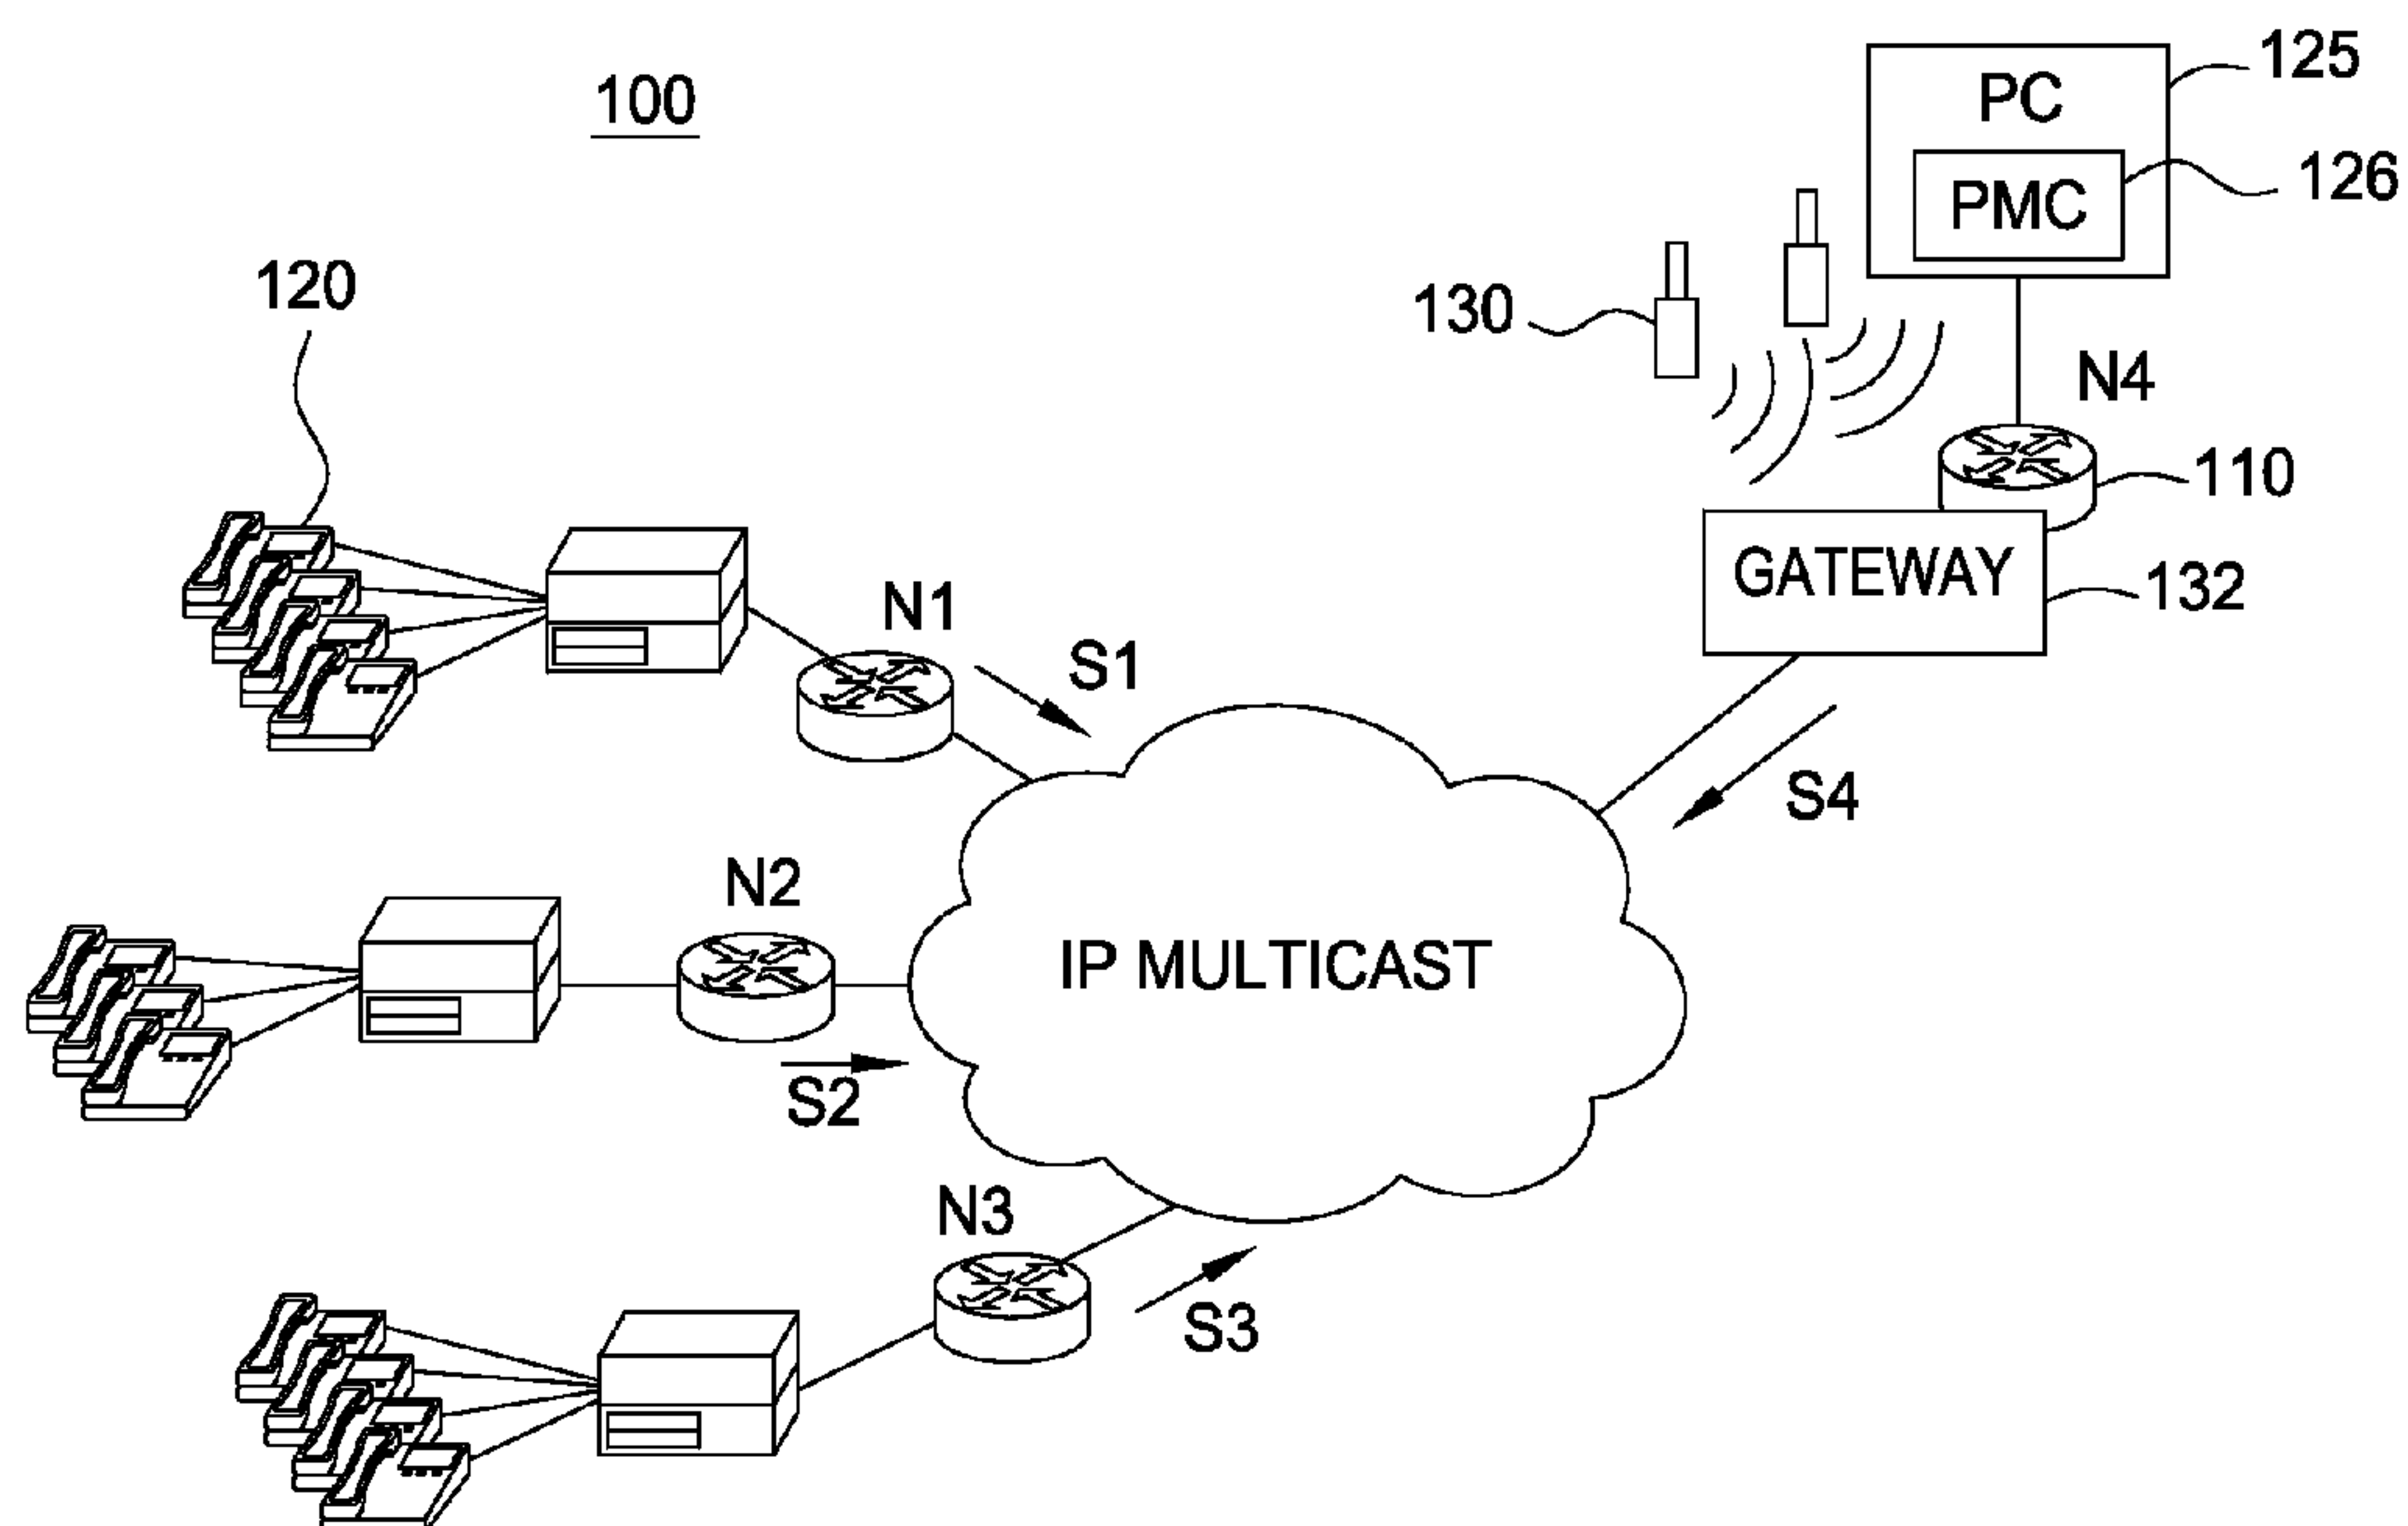 100
PC
125
PMC
126
120
130
N4
110
GATEWAY
132
N1
S1
S4
N2
IP MULTICAST
S2
N3
S3